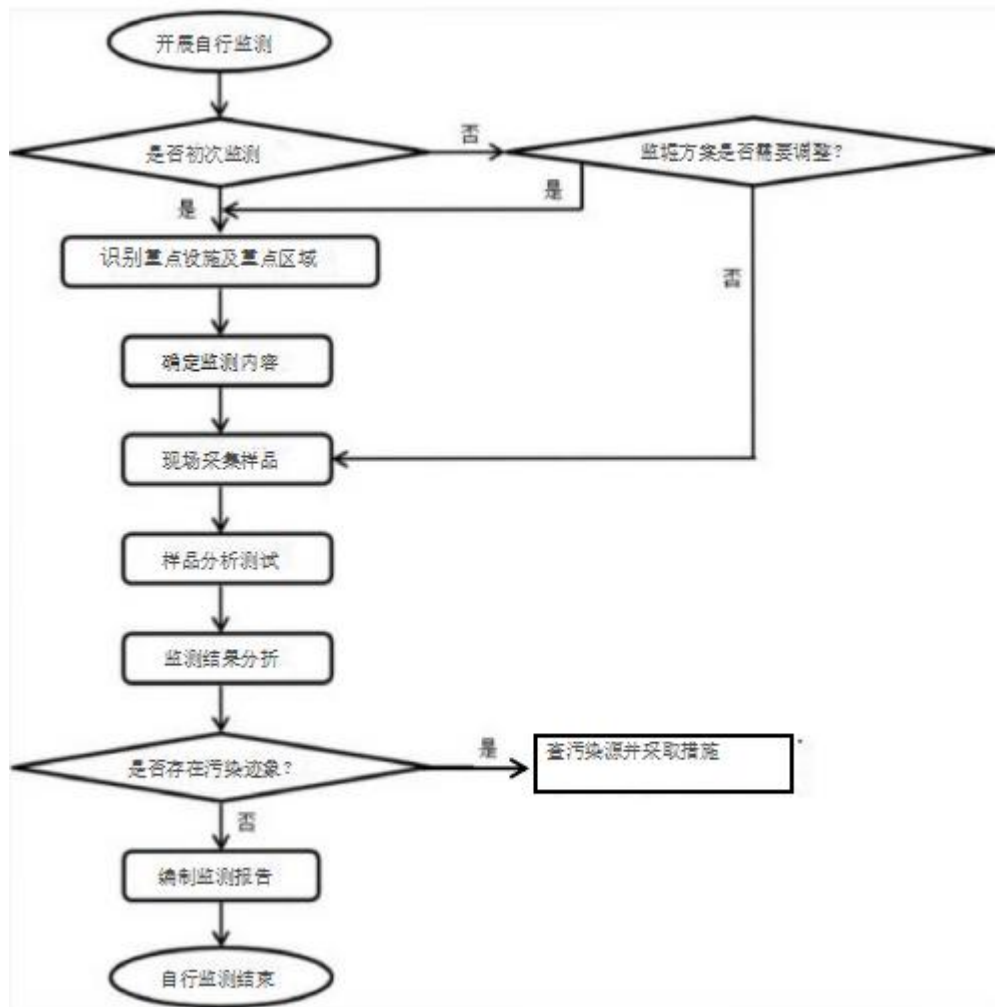 开展自行监测
是否初次监测
否
监堀方案是否需要调整？
是
是
识别重点设施及重点区域
否
确定监测内容
现场采集样品
样品分析测试
监测结果分折
是否存在污染迹象？
是
查污染源并采取措施
否
编制监测报告
自行监测结束